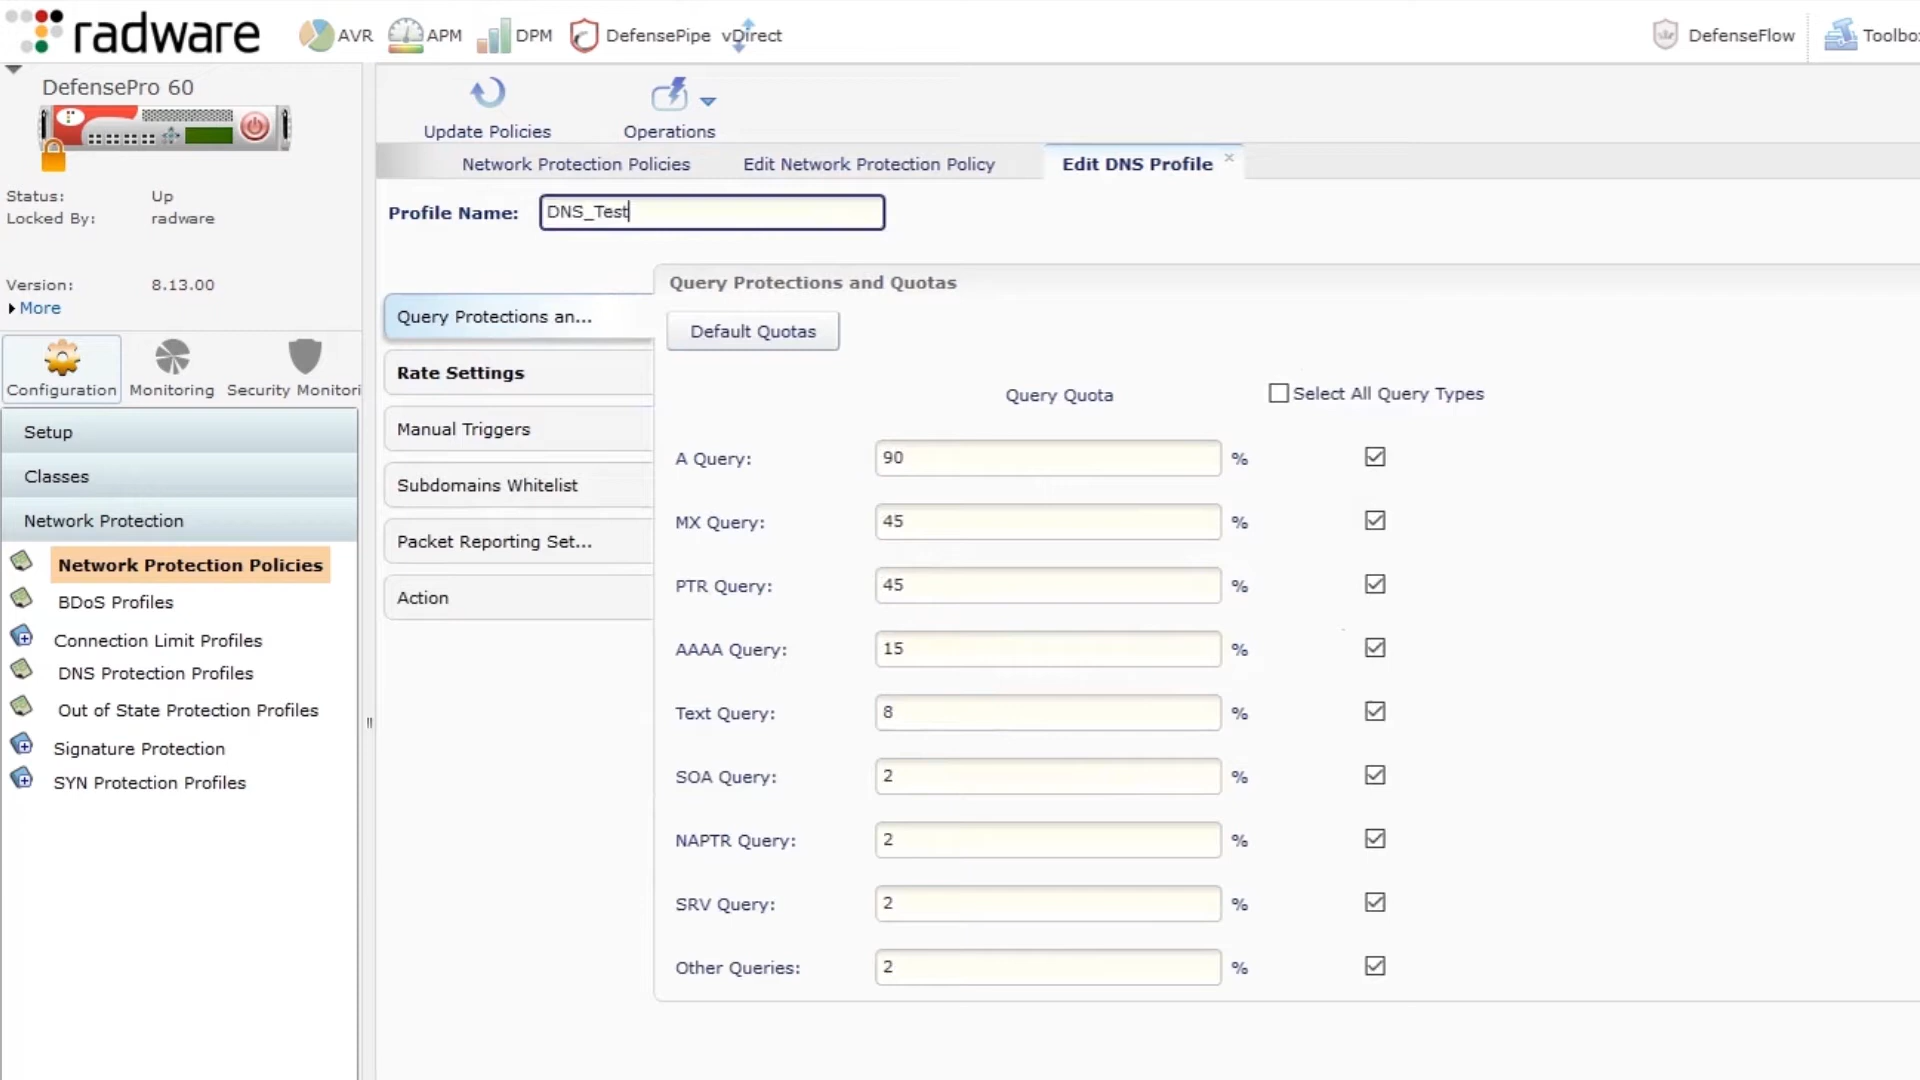 radware AVR APM DPM DefensePipe vDirect DefenseFlow Toolbo
DefensePro 60
Status: Up
Locked By: radware
Version: 8.13.00
More
Configuration Monitoring Security Monitori
Setup
Classes
Network Protection
Network Protection Policies
BDoS Profiles
Connection Limit Profiles
DNS Protection Profiles
Out of State Protection Profiles
Signature Protection
SYN Protection Profiles
Update Policies Operations
Network Protection Policies Edit Network Protection Policy Edit DNS Profile
Profile Name: DNS_Test
Query Protections an...
Rate Settings
Manual Triggers
Subdomains Whitelist
Packet Reporting Set...
Action
Query Protections and Quotas
Default Quotas
Query Quota Select All Query Types
A Query: 90 %
MX Query: 45 %
PTR Query: 45 %
AAAA Query: 15 %
Text Query: 8 %
SOA Query: 2 %
NAPTR Query: 2 %
SRV Query: 2 %
Other Queries: 2 %